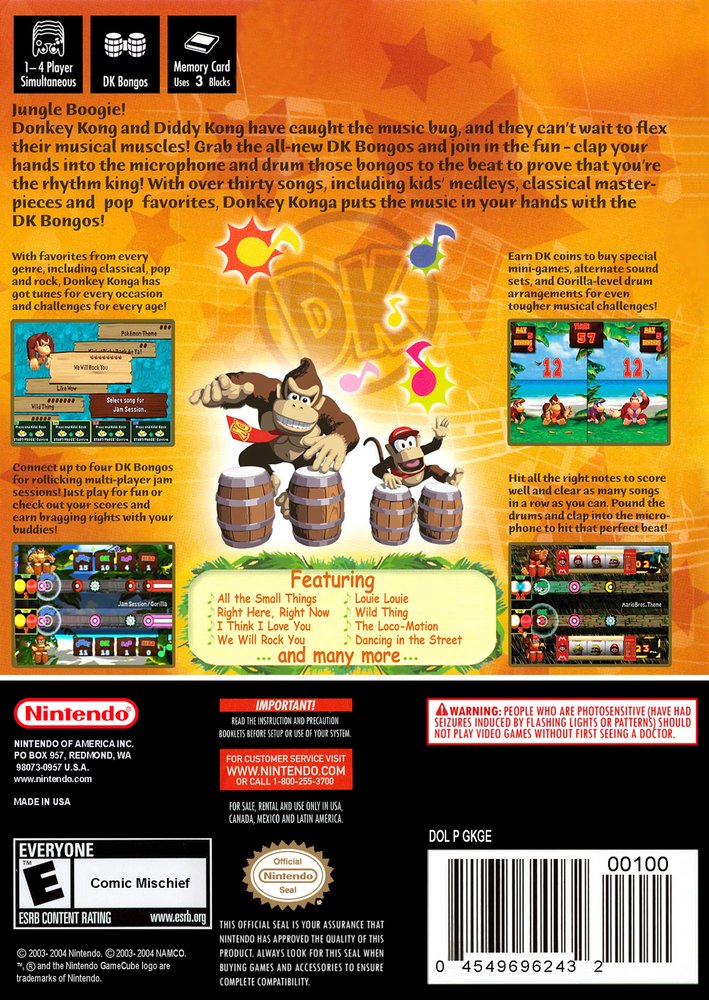 1–4 Player
Simultaneous
DK Bongos
Memory Card
Uses 3 Blocks
Jungle Boogie!
Donkey Kong and Diddy Kong have caught the music bug, and they can't wait to flex
their musical muscles! Grab the all-new DK Bongos and join in the fun - clap your
hands into the microphone and drum those bongos to the beat to prove that you're
the rhythm king! With over thirty songs, including kids' medleys, classical master-
pieces and pop favorites, Donkey Konga puts the music in your hands with the
DK Bongos!
With favorites from every
genre, including classical, pop
and rock, Donkey Konga has
got tunes for every occasion
and challenges for every age!
Pokémon Theme
We Will Rock You
Like Wow
Wild Thing
Select song for
Jam Session.
DK
Earn DK coins to buy special
mini-games, alternate sound
sets, and Gorilla-level drum
arrangements for even
tougher musical challenges!
57
12
12
Connect up to four DK Bongos
for rollicking multi-player jam
sessions! Just play for fun or
check out your scores and
earn bragging rights with your
buddies!
Jam Session / Gorilla
Hit all the right notes to score
well and clear as many songs
in a row as you can. Pound the
drums and clap into the micro-
phone to hit that perfect beat!
Mario Bros. Theme
Featuring
All the Small Things
Right Here, Right Now
I Think I Love You
We Will Rock You
Louie Louie
Wild Thing
The Loco-Motion
Dancing in the Street
... and many more ...
Nintendo®
NINTENDO OF AMERICA INC.
PO BOX 957, REDMOND, WA
98073-0957 U.S.A.
www.nintendo.com
MADE IN USA
IMPORTANT!
READ THE INSTRUCTION AND PRECAUTION
BOOKLETS BEFORE SETUP OR USE OF YOUR SYSTEM.
FOR CUSTOMER SERVICE VISIT
WWW.NINTENDO.COM
OR CALL 1-800-255-3700
FOR SALE, RENTAL AND USE ONLY IN USA,
CANADA, MEXICO AND LATIN AMERICA.
WARNING: PEOPLE WHO ARE PHOTOSENSITIVE (HAVE HAD
SEIZURES INDUCED BY FLASHING LIGHTS OR PATTERNS) SHOULD
NOT PLAY VIDEO GAMES WITHOUT FIRST SEEING A DOCTOR.
EVERYONE
™
E
Comic Mischief
ESRB CONTENT RATING www.esrb.org
Official
Nintendo
Seal
THIS OFFICIAL SEAL IS YOUR ASSURANCE THAT
NINTENDO HAS APPROVED THE QUALITY OF THIS
PRODUCT. ALWAYS LOOK FOR THIS SEAL WHEN
BUYING GAMES AND ACCESSORIES TO ENSURE
COMPLETE COMPATIBILITY.
© 2003-2004 Nintendo. © 2003-2004 NAMCO.
™, ® and the Nintendo GameCube logo are
trademarks of Nintendo.
DOL P GKGE
00100
0 4549696243 2